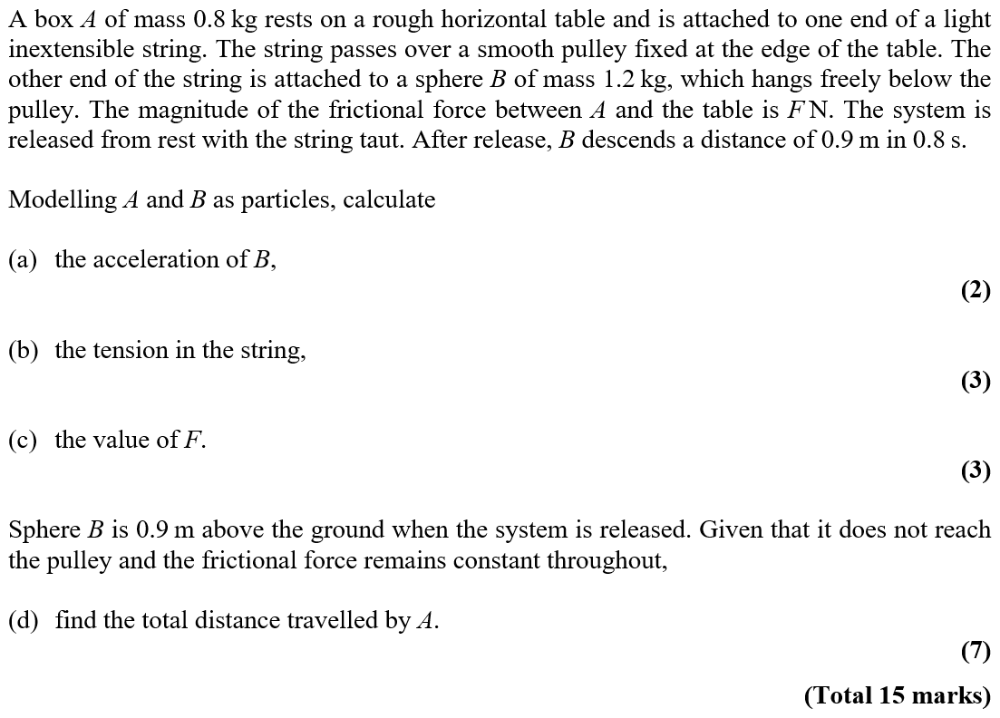 A box A of mass 0.8 kg rests on a rough horizontal table and is attached to one end of a light
inextensible string. The string passes over a smooth pulley fixed at the edge of the table. The
other end of the string is attached to a sphere B of mass 1.2 kg, which hangs freely below the
pulley. The magnitude of the frictional force between A and the table is F N. The system is
released from rest with the string taut. After release, B descends a distance of 0.9 m in 0.8 s.
Modelling A and B as particles, calculate
(a) the acceleration of B,
(2)
(b) the tension in the string,
(3)
(c) the value of F.
(3)
Sphere B is 0.9 m above the ground when the system is released. Given that it does not reach
the pulley and the frictional force remains constant throughout,
(d) find the total distance travelled by A.
(7)
(Total 15 marks)